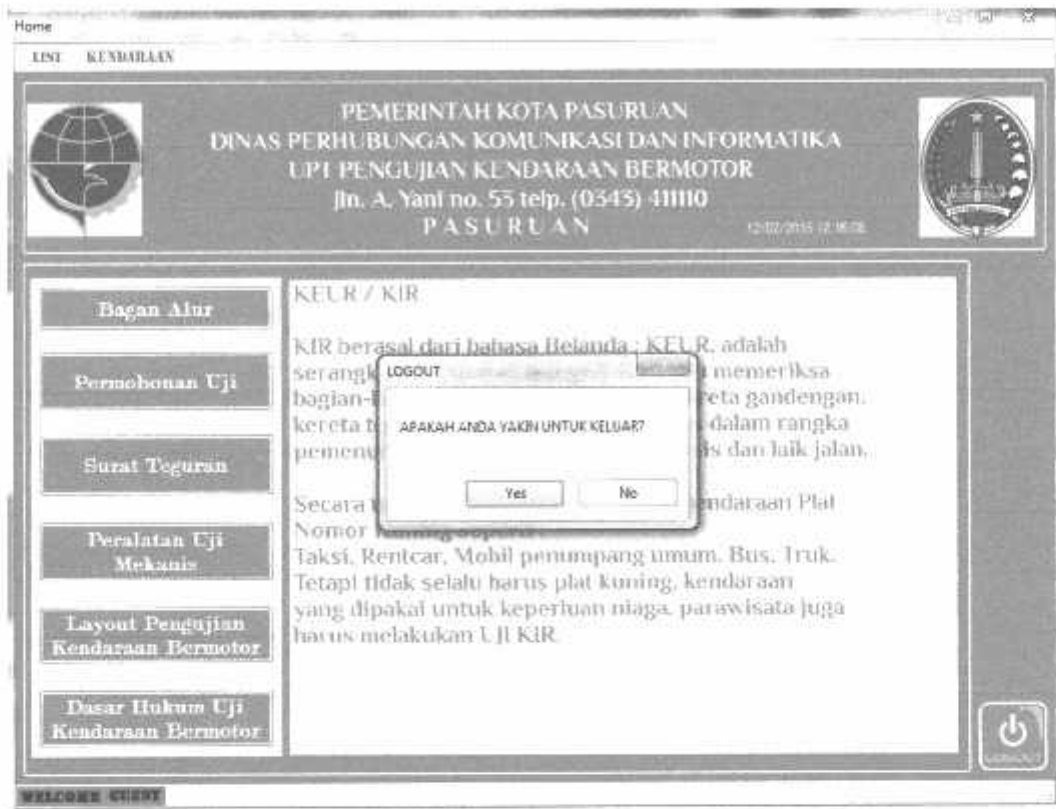 Home
LIST KENDARAAN
PEMERINTAH KOTA PASURUAN
DINAS PERHUBUNGAN KOMUNIKASI DAN INFORMATIKA
UPT PENGUJIAN KENDARAAN BERMOTOR
Jln. A. Yani no. 53 telp. (0343) 411110
PASURUAN
Bagan Alur
Permohonan Uji
Surat Teguran
Peralatan Uji
Mekanis
Layout Pengujian
Kendaraan Bermotor
Dasar Hukum Uji
Kendaraan Bermotor
KEUR / KIR
KIR berasal dari bahasa Belanda : KEUR, adalah
serangk memeriksa
bagian- reta gandengan,
kereta t dalam rangka
pemenu is dan laik jalan.
Secara endaraan Plat
Nomor Kuning seperti
Taksi, Rentcar, Mobil penumpang umum, Bus, Truk.
Tetapi tidak selalu harus plat kuning, kendaraan
yang dipakai untuk keperluan niaga, parawisata juga
harus melakukan UJI KIR
LOGOUT
APAKAH ANDA YAKIN UNTUK KELUAR?
Yes No
WELCOME GUEST